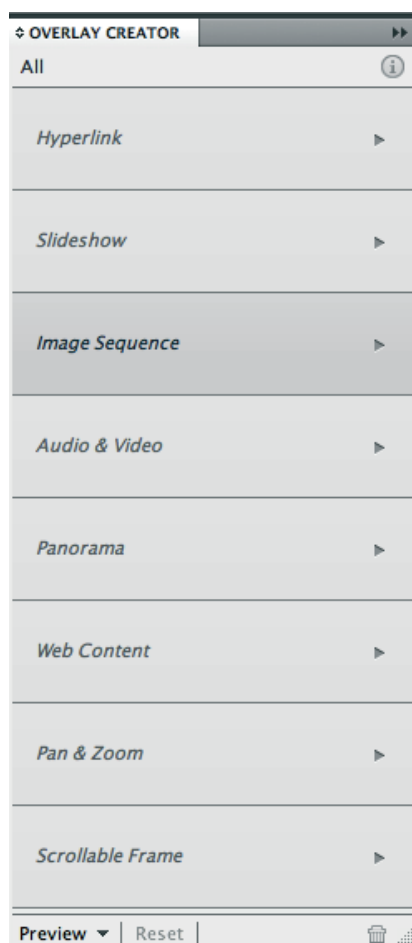 OVERLAY CREATOR
All
Hyperlink
Slideshow
Image Sequence
Audio & Video
Panorama
Web Content
Pan & Zoom
Scrollable Frame
Preview Reset